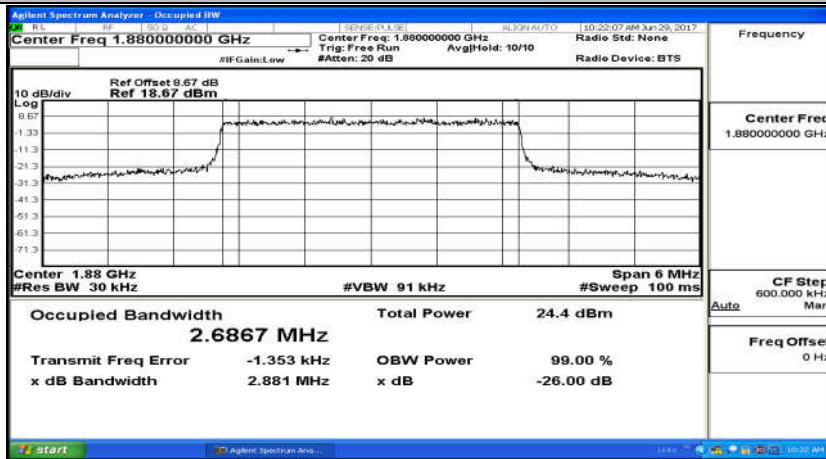 Agilent Spectrum Analyzer - Occupied BW
RL RF 50 Ω AC SENSE:PULSE ALIGN AUTO 10:22:07 AM Jun 29, 2017
Center Freq 1.880000000 GHz
Center Freq: 1.880000000 GHz
Radio Std: None
Trig: Free Run Avg|Hold: 10/10
#IFGain:Low #Atten: 20 dB Radio Device: BTS
Ref Offset 8.67 dB
10 dB/div Ref 18.67 dBm
Log
8.67
-1.33
-11.3
-21.3
-31.3
-41.3
-51.3
-61.3
-71.3
Center 1.88 GHz Span 6 MHz
#Res BW 30 kHz #VBW 91 kHz #Sweep 100 ms
Occupied Bandwidth Total Power 24.4 dBm
2.6867 MHz
Transmit Freq Error -1.353 kHz OBW Power 99.00 %
x dB Bandwidth 2.881 MHz x dB -26.00 dB
Frequency
Center Freq
1.880000000 GHz
CF Step
600.000 kHz
Auto Man
Freq Offset
0 Hz
start Agilent Spectrum Ana... Links 10:22 AM